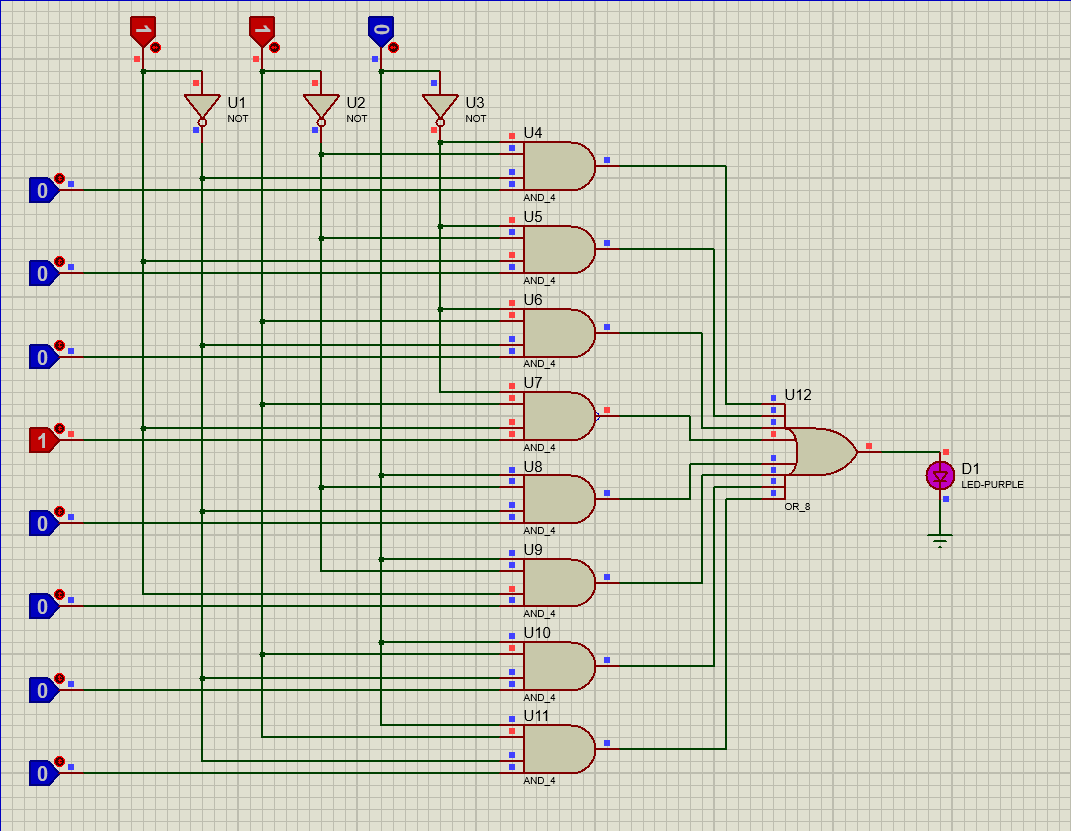 1
1
0
U1
NOT
U2
NOT
U3
NOT
U4
AND_4
0
U5
AND_4
0
U6
AND_4
0
U7
AND_4
1
U8
AND_4
0
U9
AND_4
0
U10
AND_4
0
U11
AND_4
0
U12
OR_8
D1
LED-PURPLE